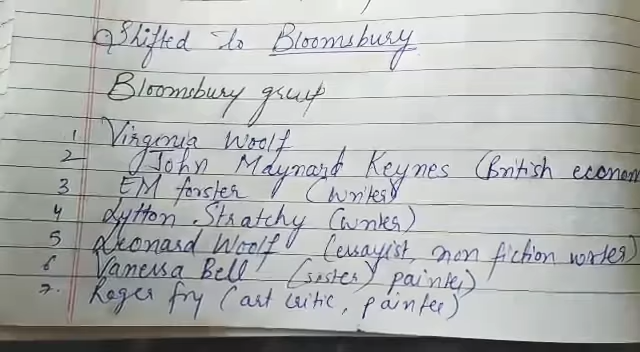 Shifted to Bloomsbury
Bloomsbury group
1 Virginia Woolf
2 John Maynard Keynes (British econom
3 EM forster (writer)
4 Lytton Stratchy (writer)
5 Leonard Woolf (essayist, non fiction writer)
6 Vanessa Bell (sister) painter)
7. Roger fry (art critic, painter)